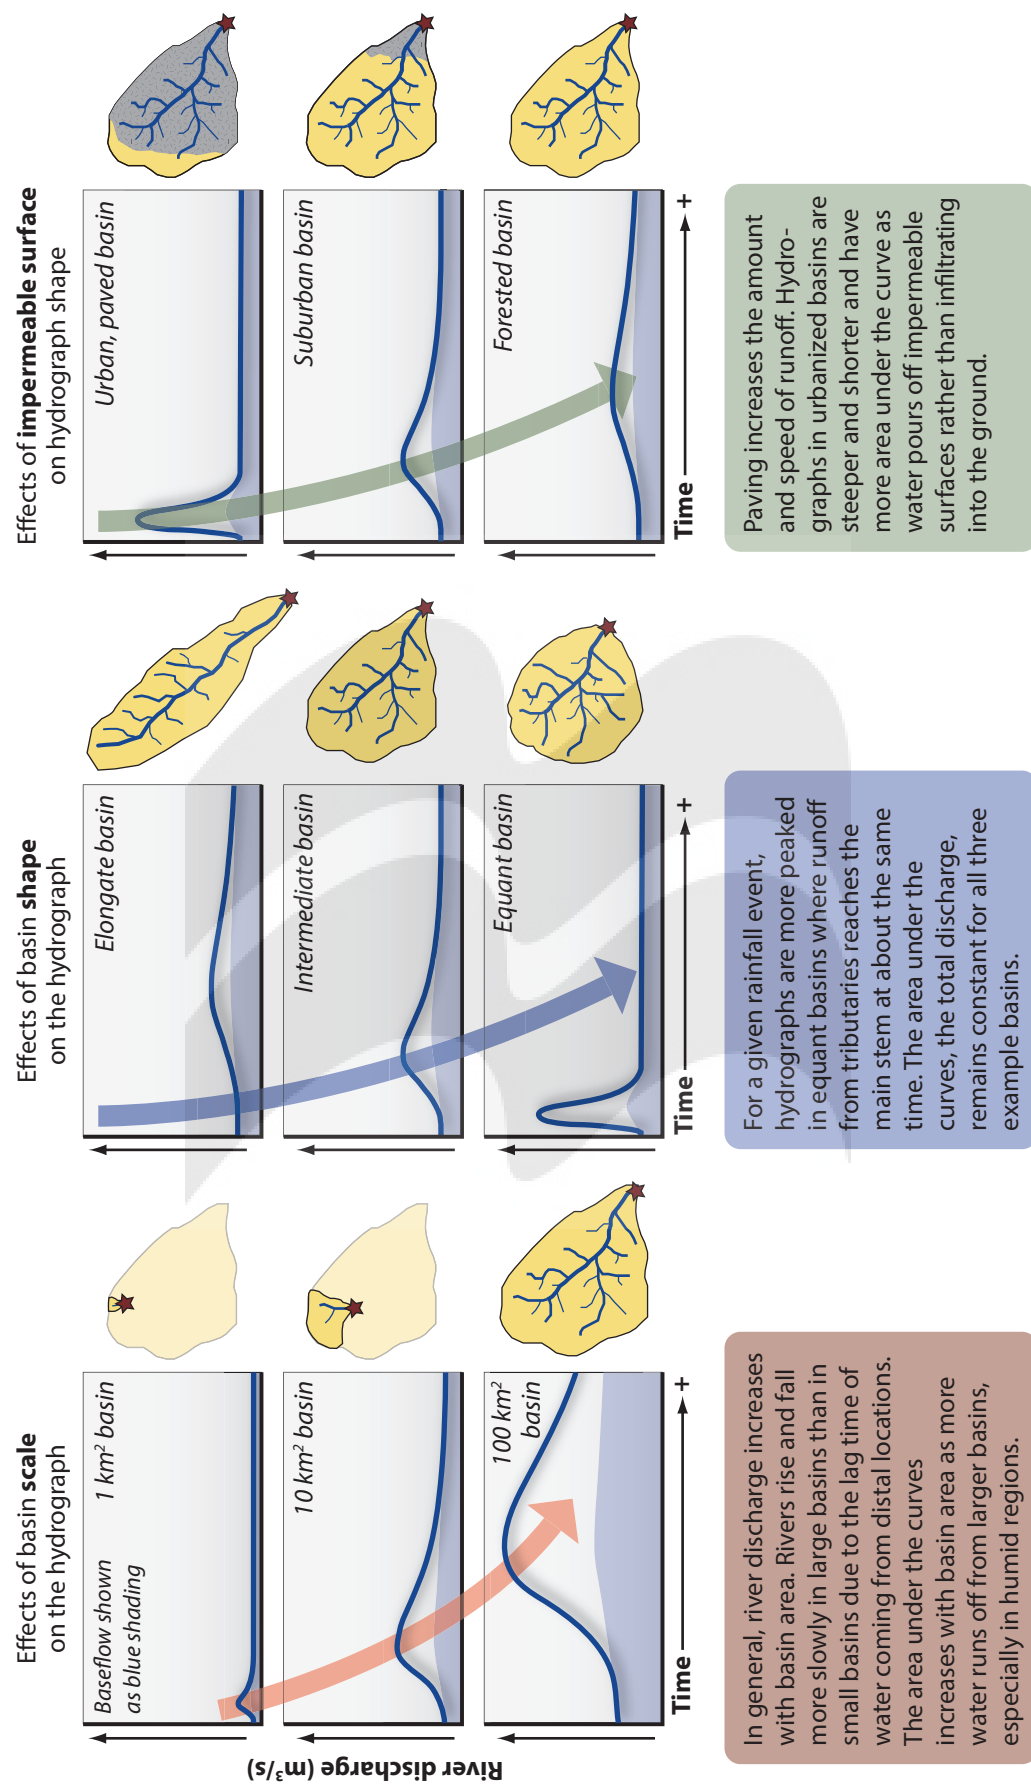 Effects of basin scale
on the hydrograph
River discharge (m³/s)
Baseflow shown
as blue shading
1 km² basin
10 km² basin
100 km²
basin
Time
+
In general, river discharge increases
with basin area. Rivers rise and fall
more slowly in large basins than in
small basins due to the lag time of
water coming from distal locations.
The area under the curves
increases with basin area as more
water runs off from larger basins,
especially in humid regions.
Effects of basin shape
on the hydrograph
Elongate basin
Intermediate basin
Equant basin
Time
+
For a given rainfall event,
hydrographs are more peaked
in equant basins where runoff
from tributaries reaches the
main stem at about the same
time. The area under the
curves, the total discharge,
remains constant for all three
example basins.
Effects of impermeable surface
on hydrograph shape
Urban, paved basin
Suburban basin
Forested basin
Time
+
Paving increases the amount
and speed of runoff. Hydro-
graphs in urbanized basins are
steeper and shorter and have
more area under the curve as
water pours off impermeable
surfaces rather than infiltrating
into the ground.